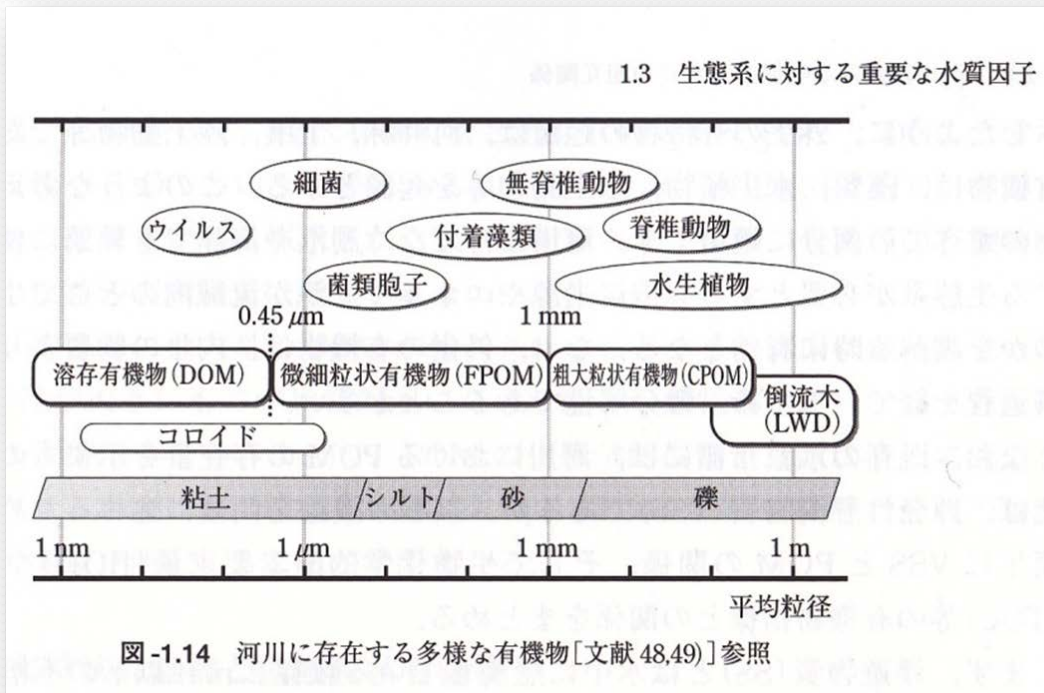 1.3 生態系に対する重要な水質因子
細菌
無脊椎動物
ウイルス
付着藻類
脊椎動物
菌類胞子
水生植物
0.45 μm
1 mm
溶存有機物(DOM)
微細粒状有機物(FPOM)
粗大粒状有機物(CPOM)
倒流木
(LWD)
コロイド
粘土
シルト
砂
礫
1 nm
1 μm
1 mm
1 m
平均粒径
図-1.14 河川に存在する多様な有機物[文献48,49)]参照